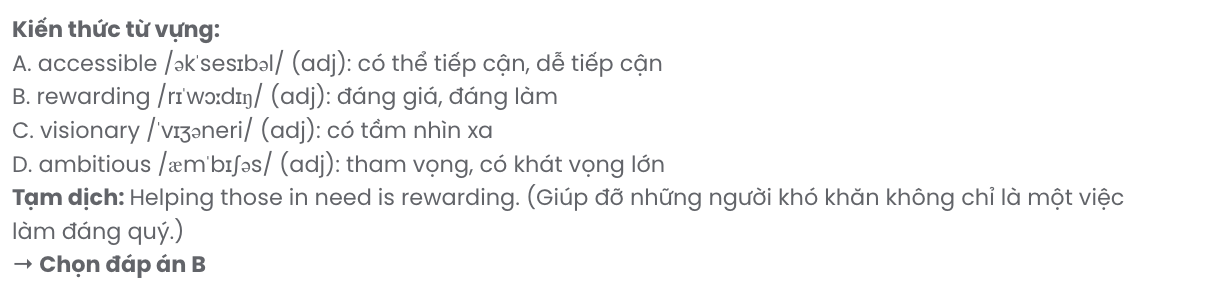 Kiến thức từ vựng:
A. accessible /əkˈsesɪbəl/ (adj): có thể tiếp cận, dễ tiếp cận
B. rewarding /rɪˈwɔːdɪŋ/ (adj): đáng giá, đáng làm
C. visionary /ˈvɪʒəneri/ (adj): có tầm nhìn xa
D. ambitious /æmˈbɪʃəs/ (adj): tham vọng, có khát vọng lớn
Tạm dịch: Helping those in need is rewarding. (Giúp đỡ những người khó khăn không chỉ là một việc
làm đáng quý.)
→ Chọn đáp án B